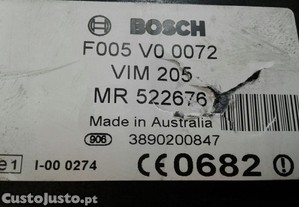 BOSCH
F005 V0 0072
VIM 205
MR 522676
Made in Australia
906 3890200847
e1 I-00 0274 CE0682
CustoJusto.pt